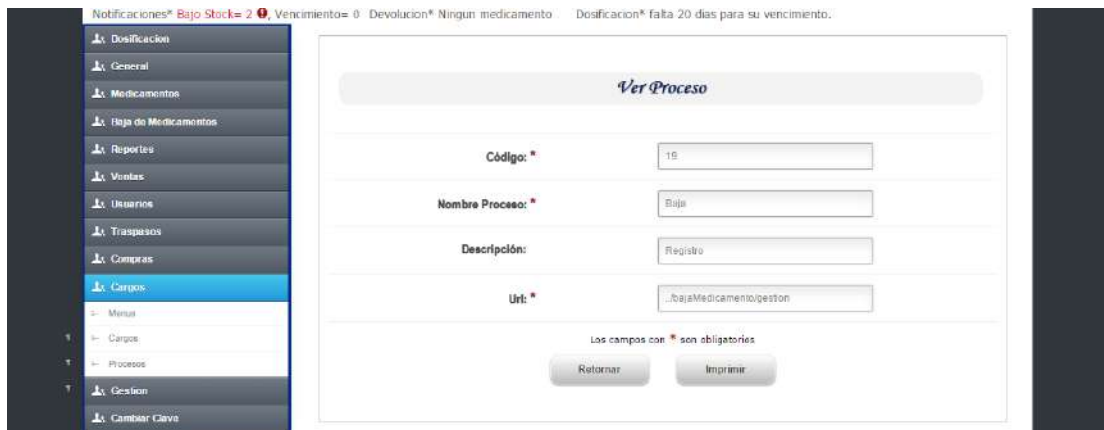 Notificaciones* Bajo Stock= 2 , Vencimiento= 0 Devolucion* Ningun medicamento Dosificacion* falta 20 dias para su vencimiento.
Dosificacion
General
Medicamentos
Baja de Medicamentos
Reportes
Ventas
Usuarios
Traspasos
Compras
Cargos
Menus
Cargos
Procesos
Gestion
Cambiar Clave
Ver Proceso
Código: *
19
Nombre Proceso: *
Baja
Descripción:
Registro
Url: *
../bajaMedicamento/gestion
Los campos con * son obligatorios
Retornar
Imprimir